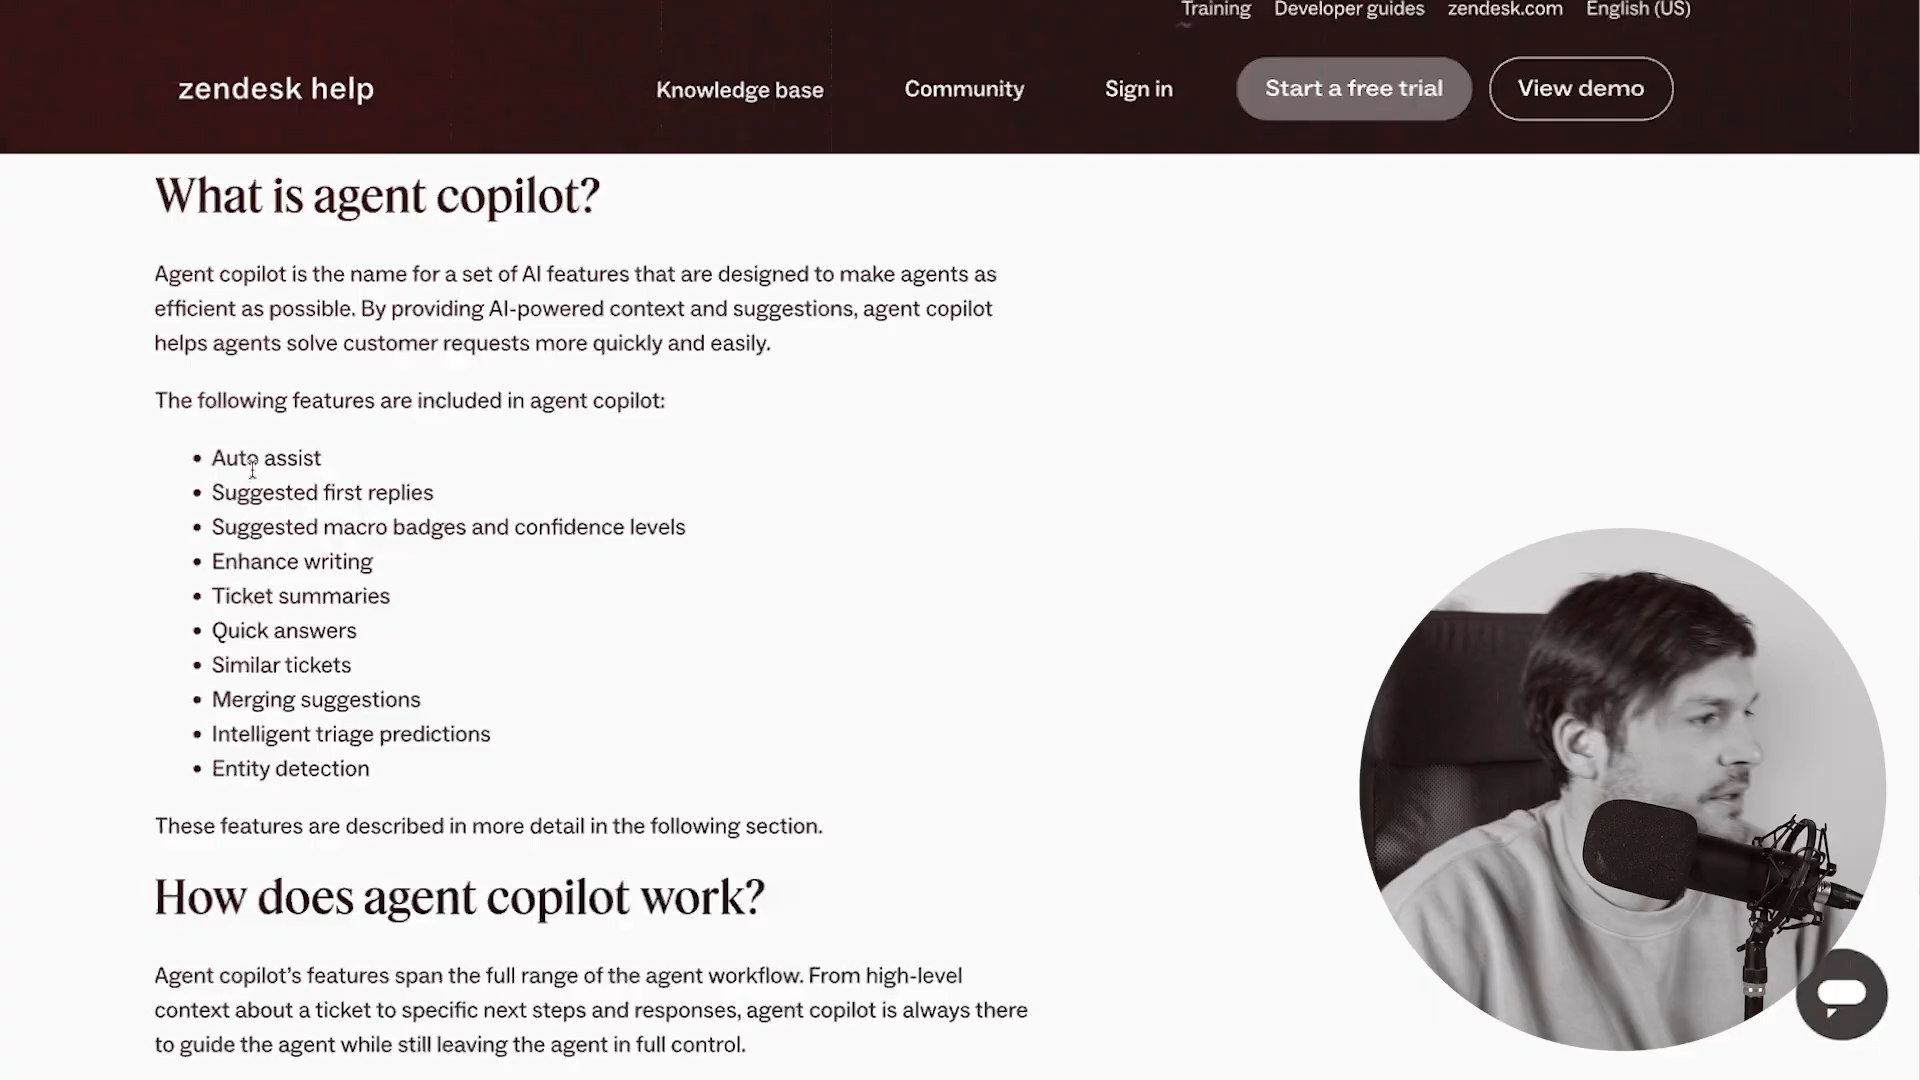 Training Developer guides zendesk.com English (US)
zendesk help Knowledge base Community Sign in Start a free trial View demo
What is agent copilot?
Agent copilot is the name for a set of AI features that are designed to make agents as
efficient as possible. By providing AI-powered context and suggestions, agent copilot
helps agents solve customer requests more quickly and easily.
The following features are included in agent copilot:
• Auto assist
• Suggested first replies
• Suggested macro badges and confidence levels
• Enhance writing
• Ticket summaries
• Quick answers
• Similar tickets
• Merging suggestions
• Intelligent triage predictions
• Entity detection
These features are described in more detail in the following section.
How does agent copilot work?
Agent copilot’s features span the full range of the agent workflow. From high-level
context about a ticket to specific next steps and responses, agent copilot is always there
to guide the agent while still leaving the agent in full control.